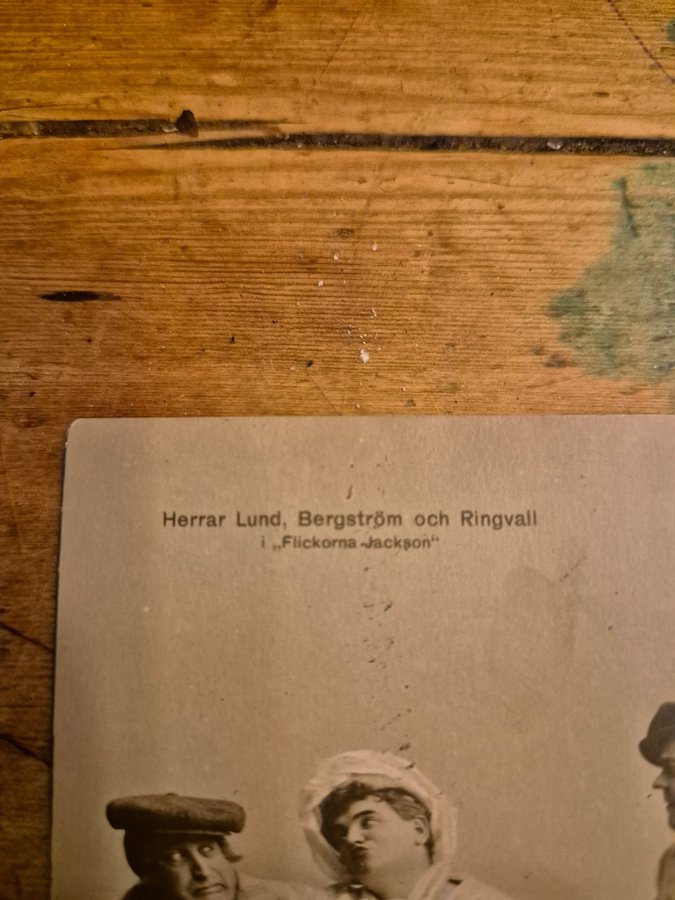 Herrar Lund, Bergström och Ringvall
i „Flickorna Jackson“